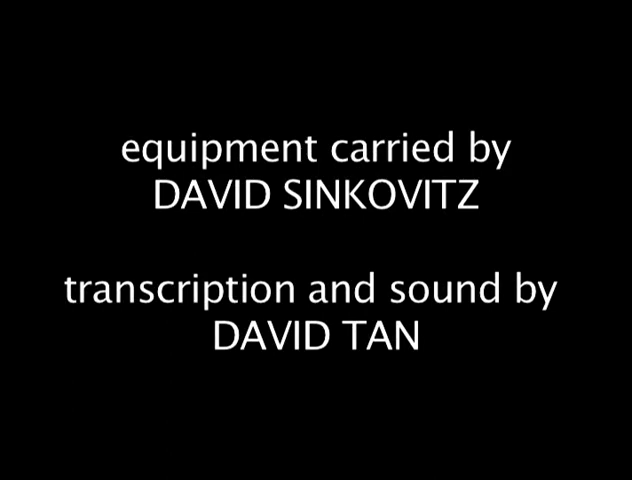 equipment carried by
DAVID SINKOVITZ
transcription and sound by
DAVID TAN